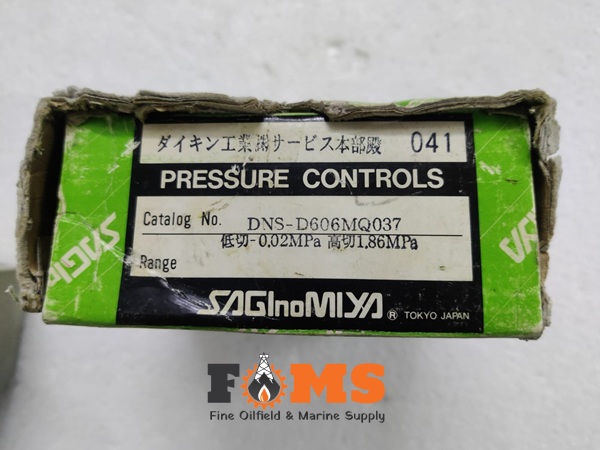 ダイキン工業㈱サービス本部殿 041
PRESSURE CONTROLS
Catalog No. DNS-D606MQ037
低切-0.02MPa 高切1.86MPa
Range
SAGInoMIYA ® TOKYO JAPAN
SAGIno
MIYA
FOMS
Fine Oilfield & Marine Supply